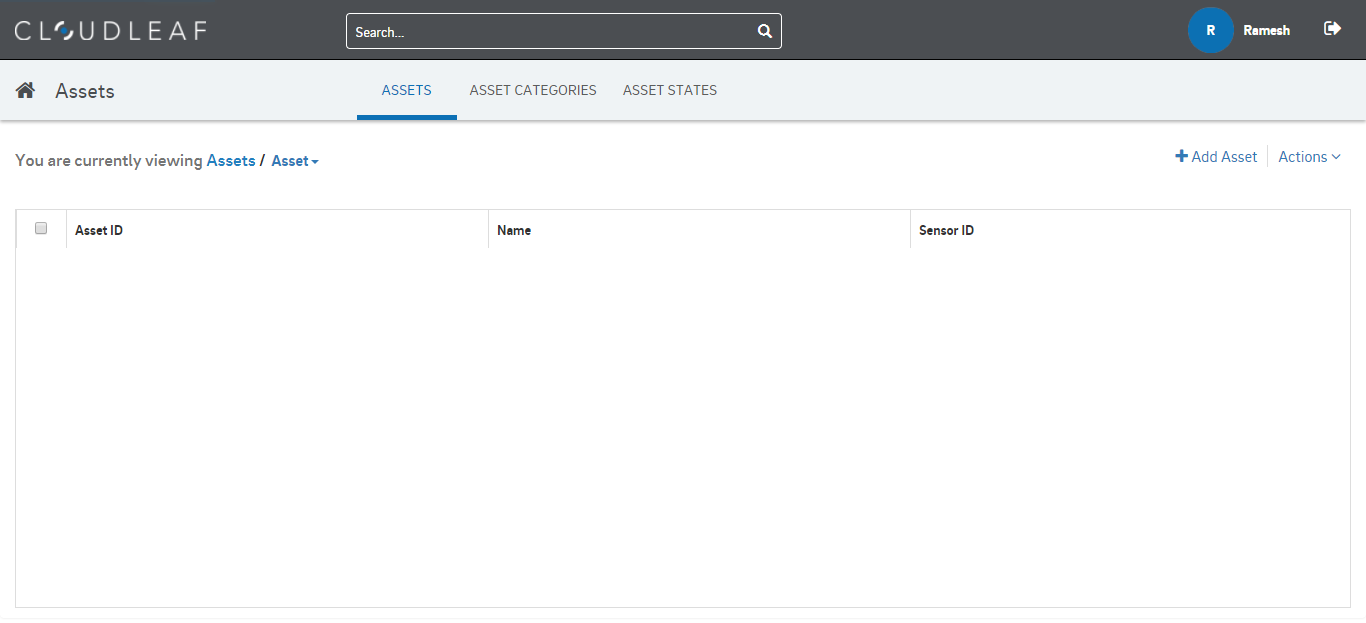 CLOUDLEAF
Search...
R
Ramesh
Assets
ASSETS
ASSET CATEGORIES
ASSET STATES
You are currently viewing Assets / Asset
Add Asset
Actions
Asset ID
Name
Sensor ID